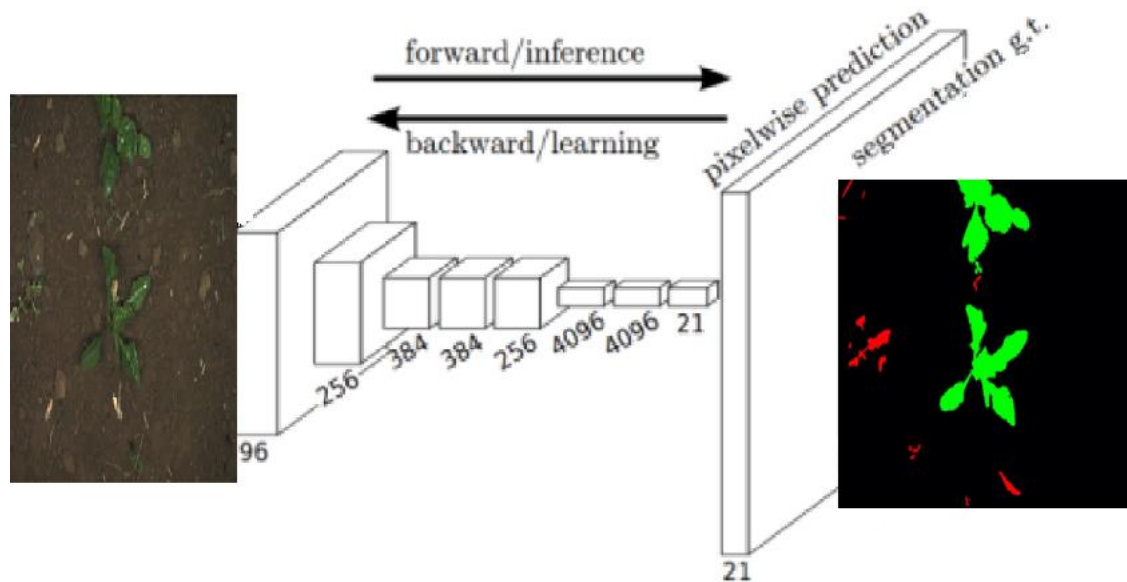 forward/inference
backward/learning
pixelwise prediction
segmentation g.t.
96
256
384
384
256
4096
4096
21
21